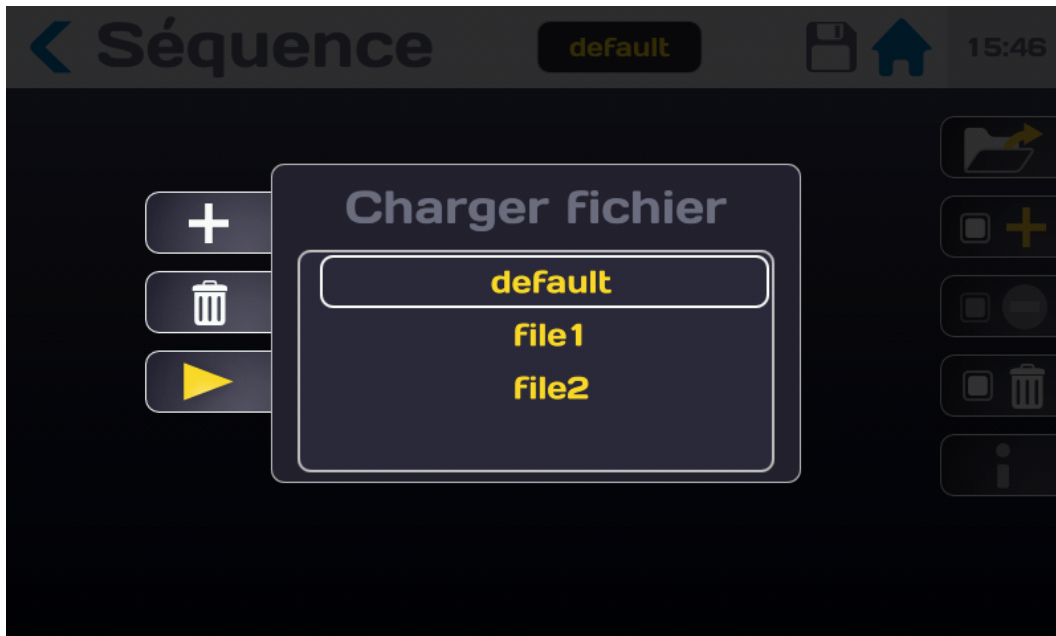 Séquence
default
15:46
Charger fichier
default
file1
file2